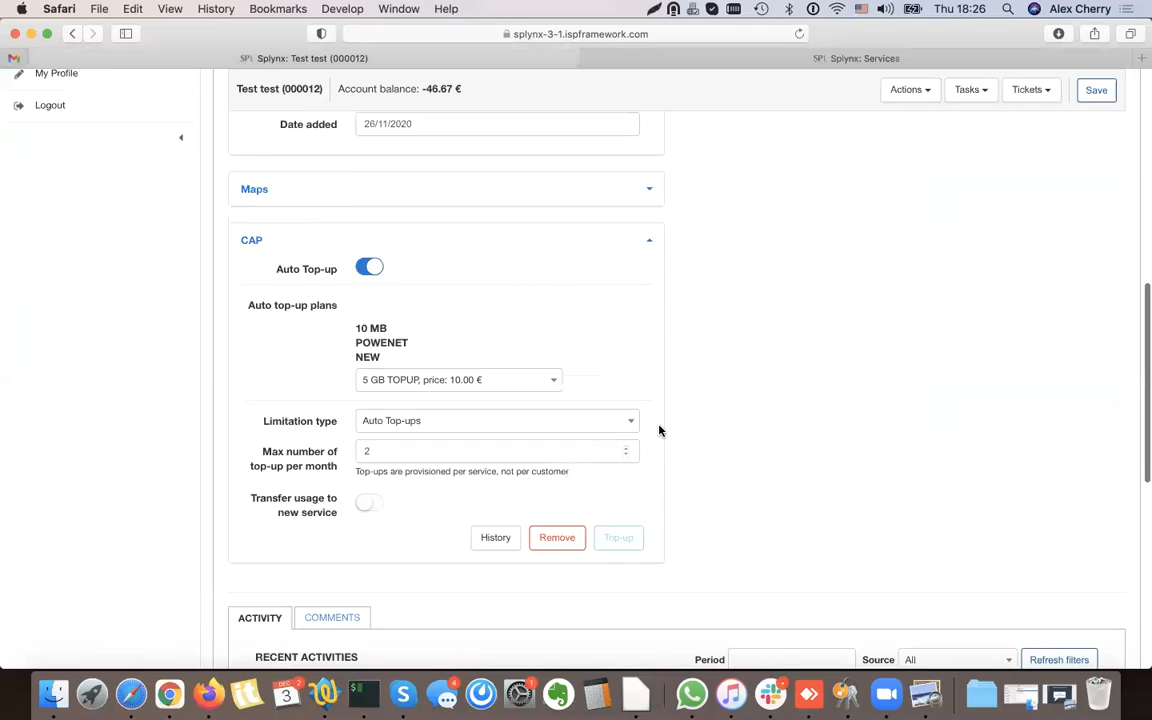 Safari File Edit View History Bookmarks Develop Window Help Thu 18:26 Alex Cherry
splynx-3-1.ispframework.com
Splynx: Test test (000012) Splynx: Services
My Profile
Logout
Test test (000012) Account balance: -46.67 € Actions Tasks Tickets Save
Date added 26/11/2020
Maps
CAP
Auto Top-up
Auto top-up plans
10 MB
POWENET
NEW
5 GB TOPUP, price: 10.00 €
Limitation type Auto Top-ups
Max number of
top-up per month
2
Top-ups are provisioned per service, not per customer
Transfer usage to
new service
History Remove Top-up
ACTIVITY COMMENTS
RECENT ACTIVITIES Period Source All Refresh filters